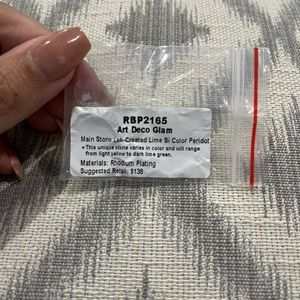 RBP2165
Art Deco Glam
Main Stone Lab-Created Lime Bi Color Peridot
*This unique stone varies in color and will range
from light yellow to dark lime green.
Materials: Rhodium Plating
Suggested Retail: $138